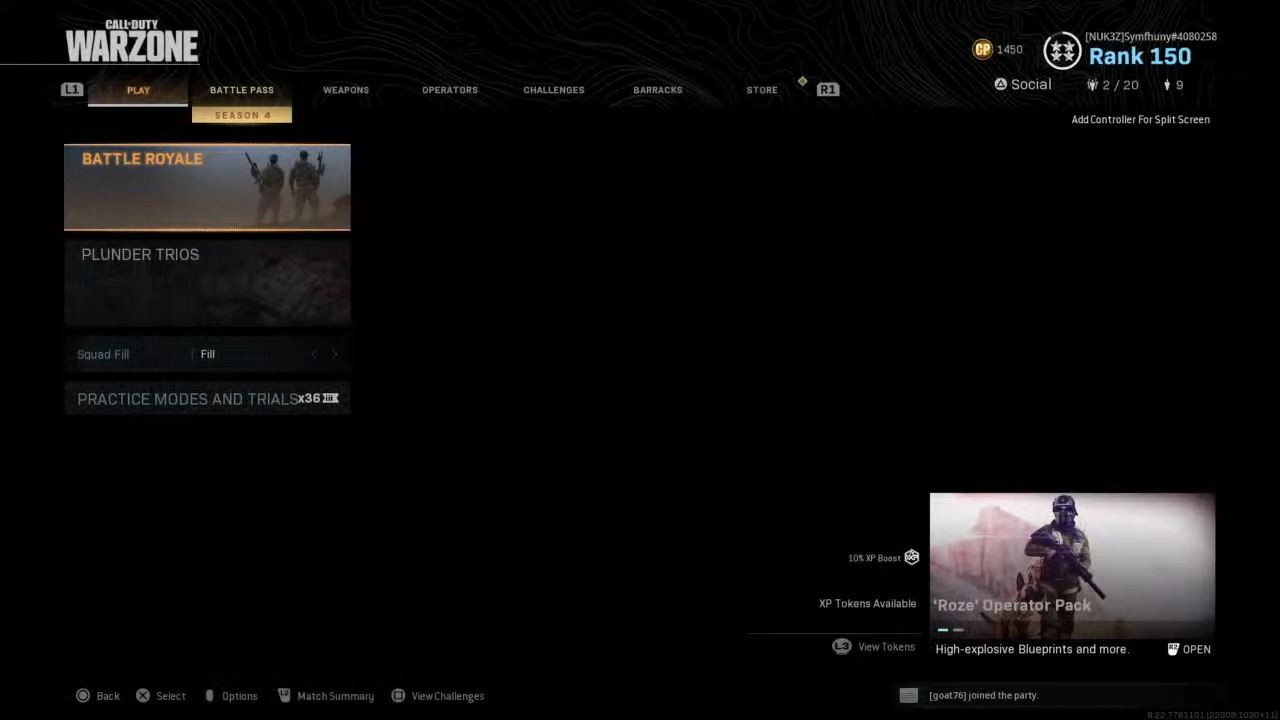 CALL OF DUTY
WARZONE
CP 1450
[NUK3Z]Symfhuny#4080258
Rank 150
L1
PLAY
BATTLE PASS
WEAPONS
OPERATORS
CHALLENGES
BARRACKS
STORE
R1
Social
2 / 20
9
SEASON 4
Add Controller For Split Screen
BATTLE ROYALE
PLUNDER TRIOS
Squad Fill
Fill
PRACTICE MODES AND TRIALS x36
10% XP Boost
XP Tokens Available
'Roze' Operator Pack
L3 View Tokens
High-explosive Blueprints and more.
R2 OPEN
Back
Select
Options
Match Summary
View Challenges
[goat76] joined the party.